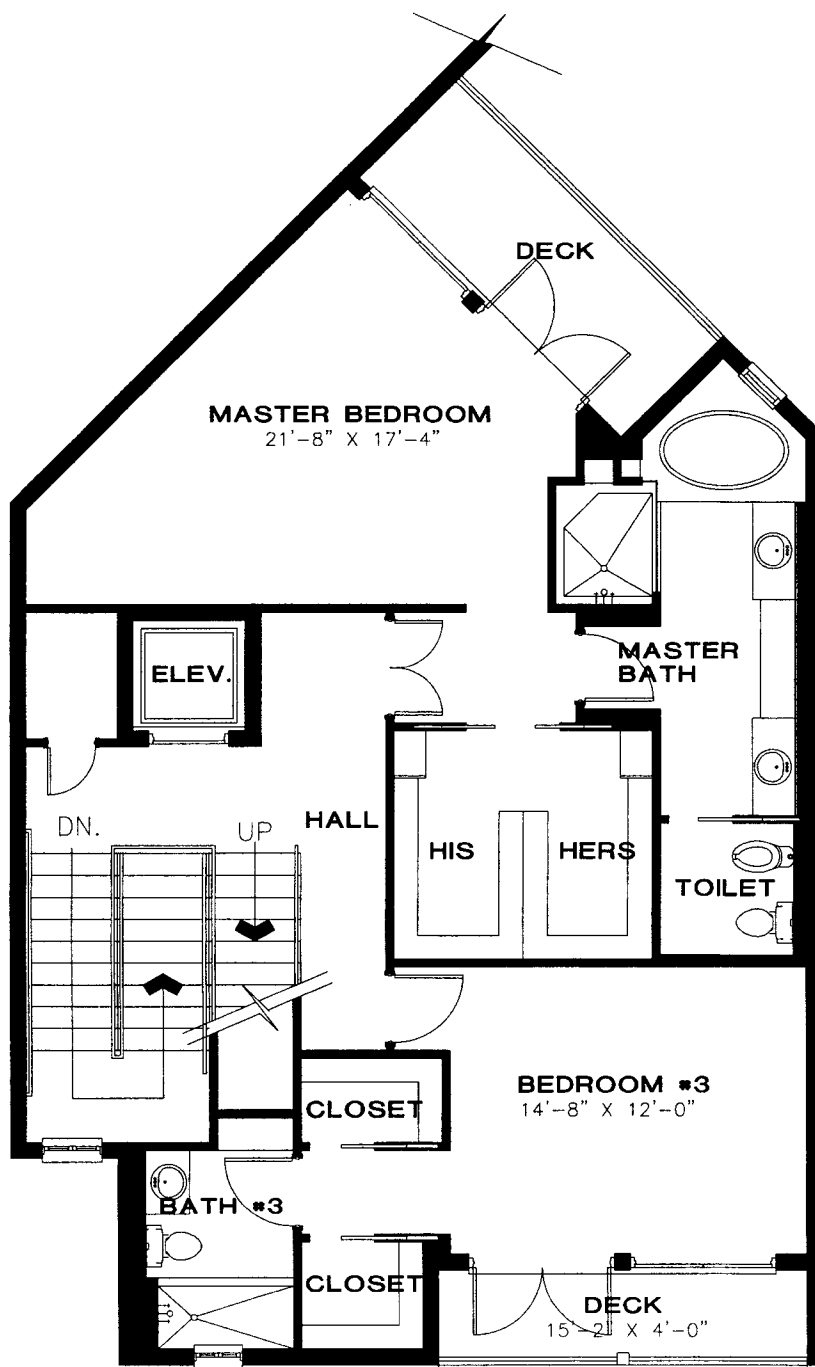 DECK
MASTER BEDROOM
21'-8" X 17'-4"
ELEV.
MASTER
BATH
HALL
DN.
UP
HIS
HERS
TOILET
BEDROOM #3
14'-8" X 12'-0"
CLOSET
BATH #3
CLOSET
DECK
15'-2" X 4'-0"